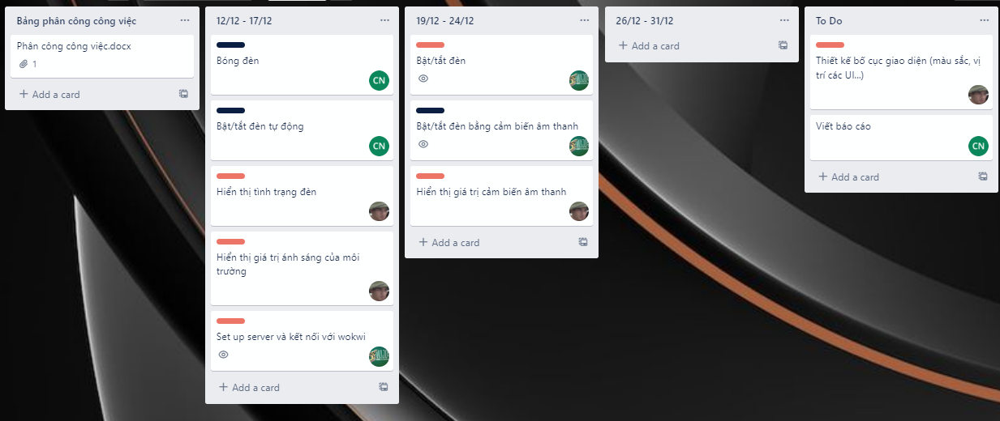 Bảng phân công công việc
Phân công công việc.docx
1
Add a card
12/12 - 17/12
Bóng đèn
CN
Bật/tắt đèn tự động
CN
Hiển thị tình trạng đèn
Hiển thị giá trị ánh sáng của môi
trường
Set up server và kết nối với wokwi
Add a card
19/12 - 24/12
Bật/tắt đèn
Bật/tắt đèn bằng cảm biến âm thanh
Hiển thị giá trị cảm biến âm thanh
Add a card
26/12 - 31/12
Add a card
To Do
Thiết kế bố cục giao diện (màu sắc, vị
trí các UI...)
Viết báo cáo
CN
Add a card